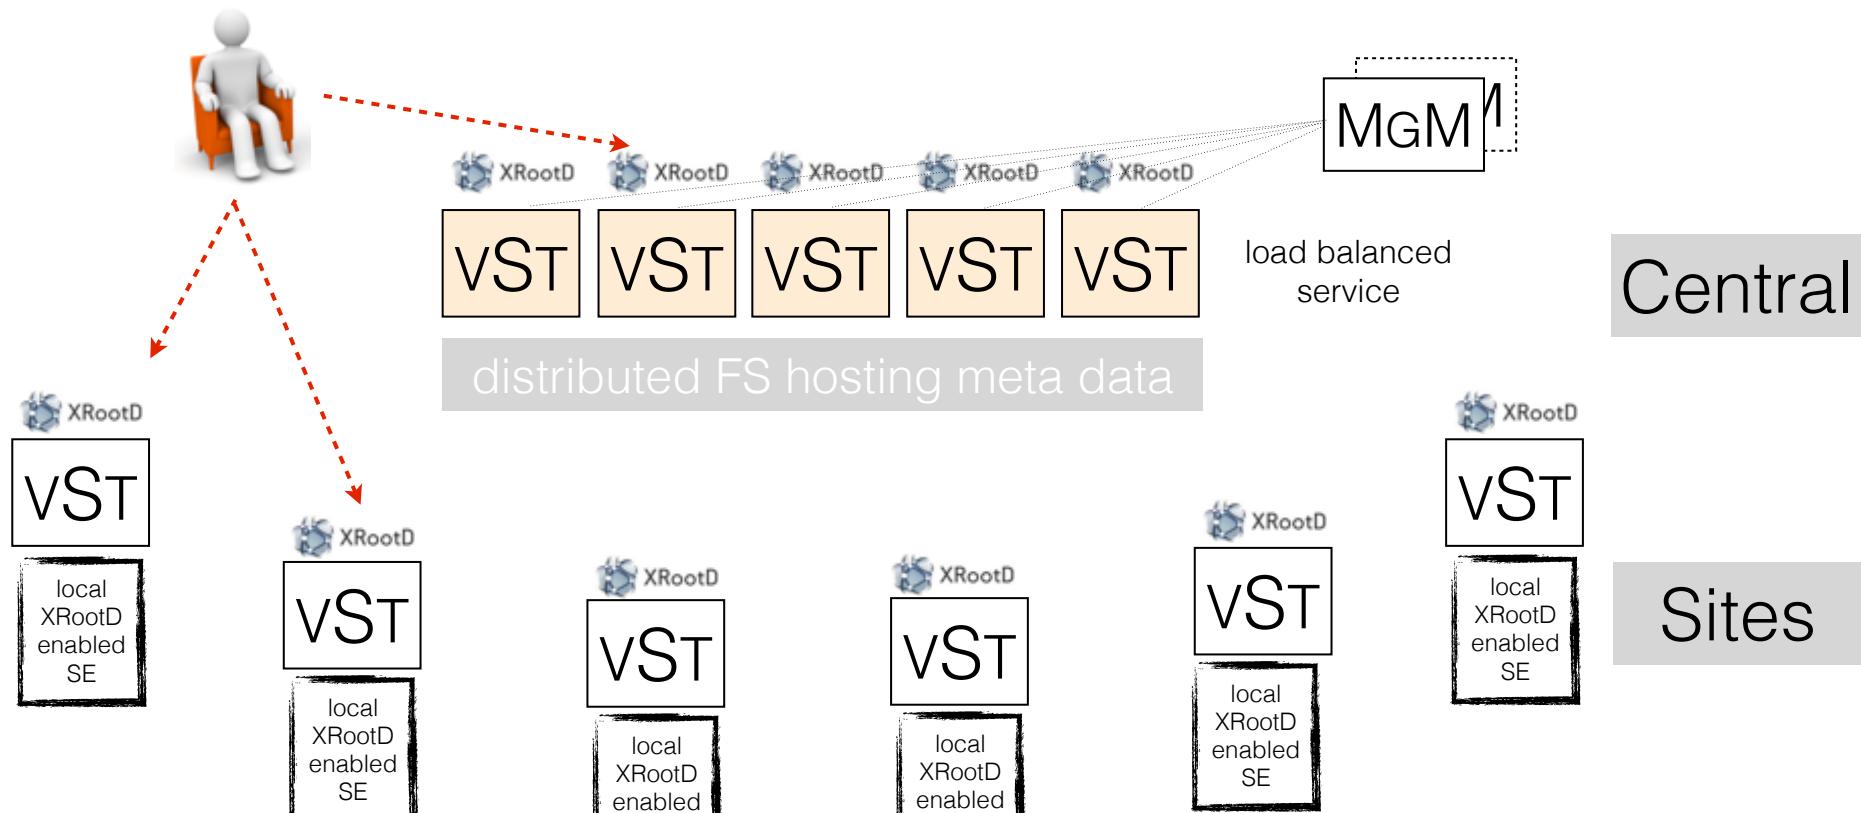 MGM M
XRootD XRootD XRootD XRootD XRootD
VST VST VST VST VST
load balanced
service
Central
distributed FS hosting meta data
XRootD
VST
local
XRootD
enabled
SE
XRootD
VST
local
XRootD
enabled
SE
XRootD
VST
local
XRootD
enabled
XRootD
VST
local
XRootD
enabled
XRootD
VST
local
XRootD
enabled
SE
XRootD
VST
local
XRootD
enabled
SE
Sites